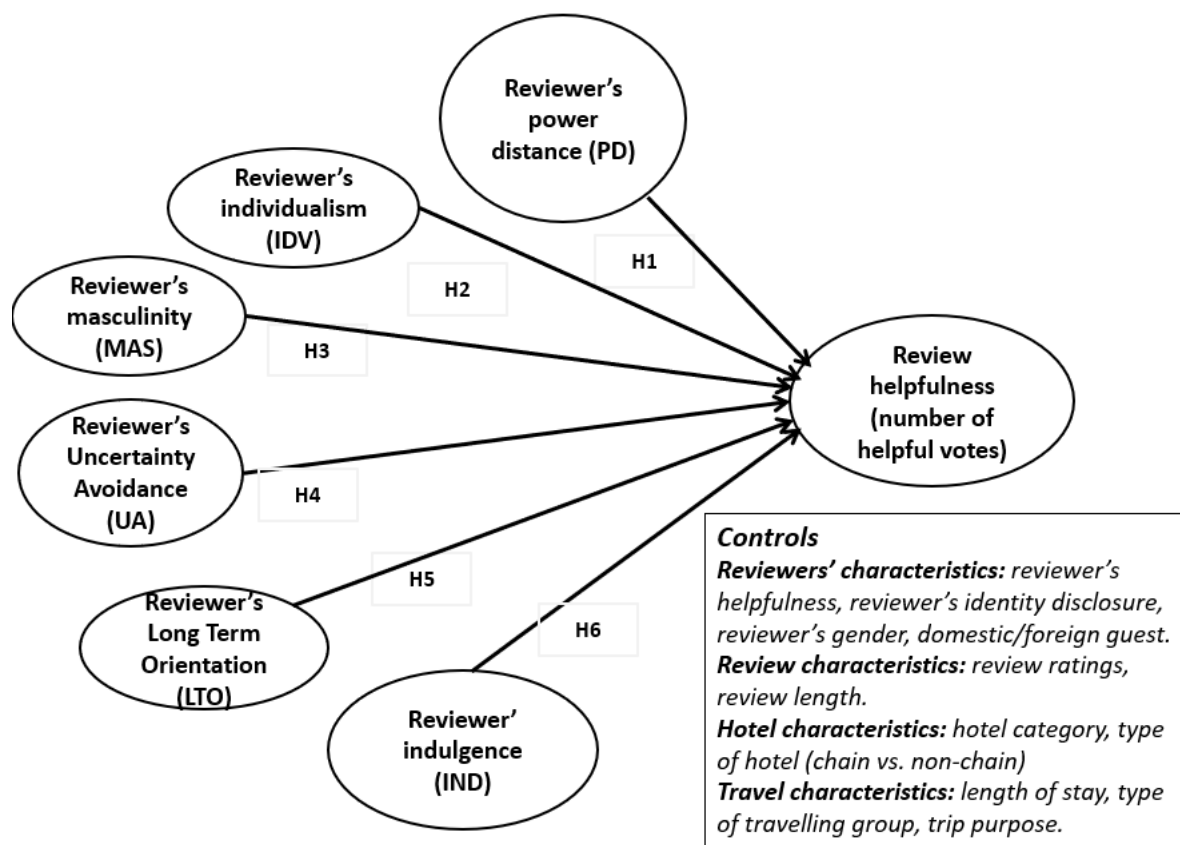 Reviewer's
power
distance (PD)
Reviewer's
individualism
(IDV)
H1
H2
Reviewer's
masculinity
(MAS)
H3
Review
helpfulness
(number of
helpful votes)
Reviewer's
Uncertainty
Avoidance
(UA)
H4
H5
Reviewer's
Long Term
Orientation
(LTO)
H6
Reviewer'
indulgence
(IND)
Controls
Reviewers' characteristics: reviewer's
helpfulness, reviewer's identity disclosure,
reviewer's gender, domestic/foreign guest.
Review characteristics: review ratings,
review length.
Hotel characteristics: hotel category, type
of hotel (chain vs. non-chain)
Travel characteristics: length of stay, type
of travelling group, trip purpose.